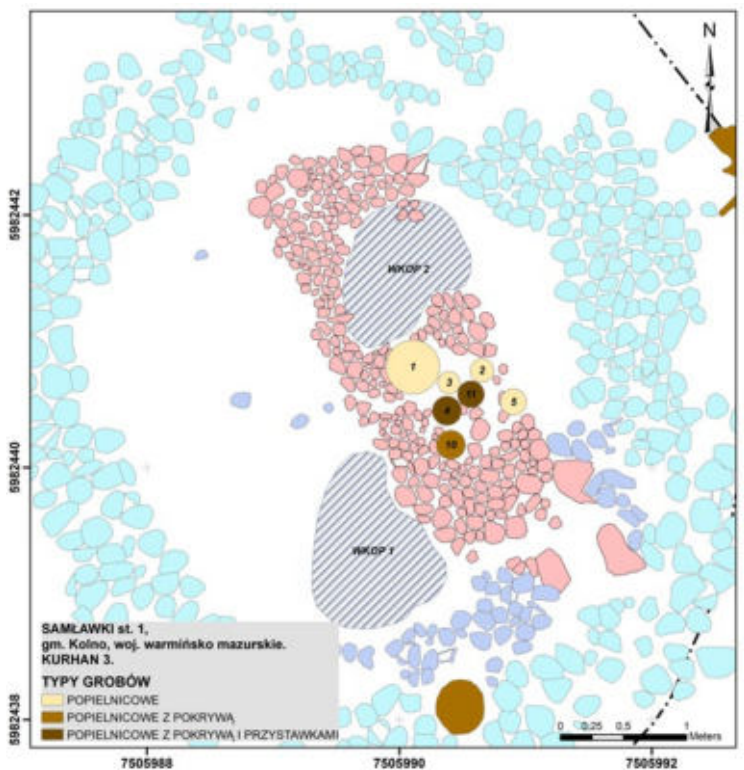 N
5982442
WKOP 2
1
2
3
11
5
4
10
5982440
WKOP 1
SAMŁAWKI st. 1,
gm. Kolno, woj. warmińsko mazurskie.
KURHAN 3.
TYPY GROBÓW
POPIELNICOWE
POPIELNICOWE Z POKRYWĄ
POPIELNICOWE Z POKRYWĄ I PRZYSTAWKAMI
0 0,25 0,5 1
Meters
5982438
7505988 7505990 7505992